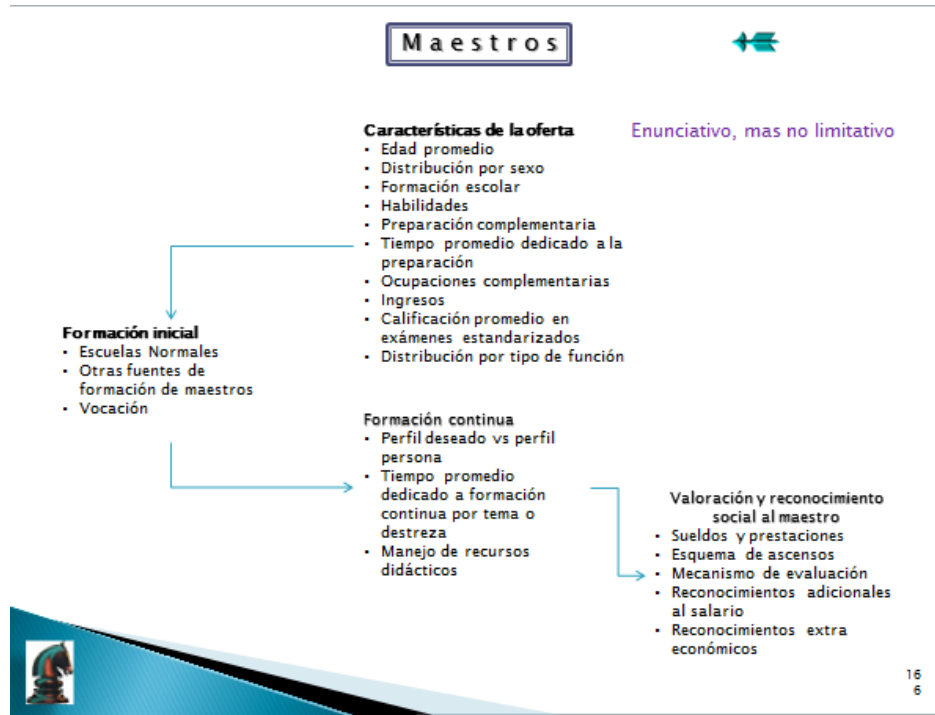 Maestros
Características de la oferta
• Edad promedio
• Distribución por sexo
• Formación escolar
• Habilidades
• Preparación complementaria
• Tiempo promedio dedicado a la
preparación
• Ocupaciones complementarias
• Ingresos
• Calificación promedio en
exámenes estandarizados
• Distribución por tipo de función
Enunciativo, mas no limitativo
Formación inicial
• Escuelas Normales
• Otras fuentes de
formación de maestros
• Vocación
Formación continua
• Perfil deseado vs perfil
persona
• Tiempo promedio
dedicado a formación
continua por tema o
destreza
• Manejo de recursos
didácticos
Valoración y reconocimiento
social al maestro
• Sueldos y prestaciones
• Esquema de ascensos
• Mecanismo de evaluación
• Reconocimientos adicionales
al salario
• Reconocimientos extra
económicos
16
6